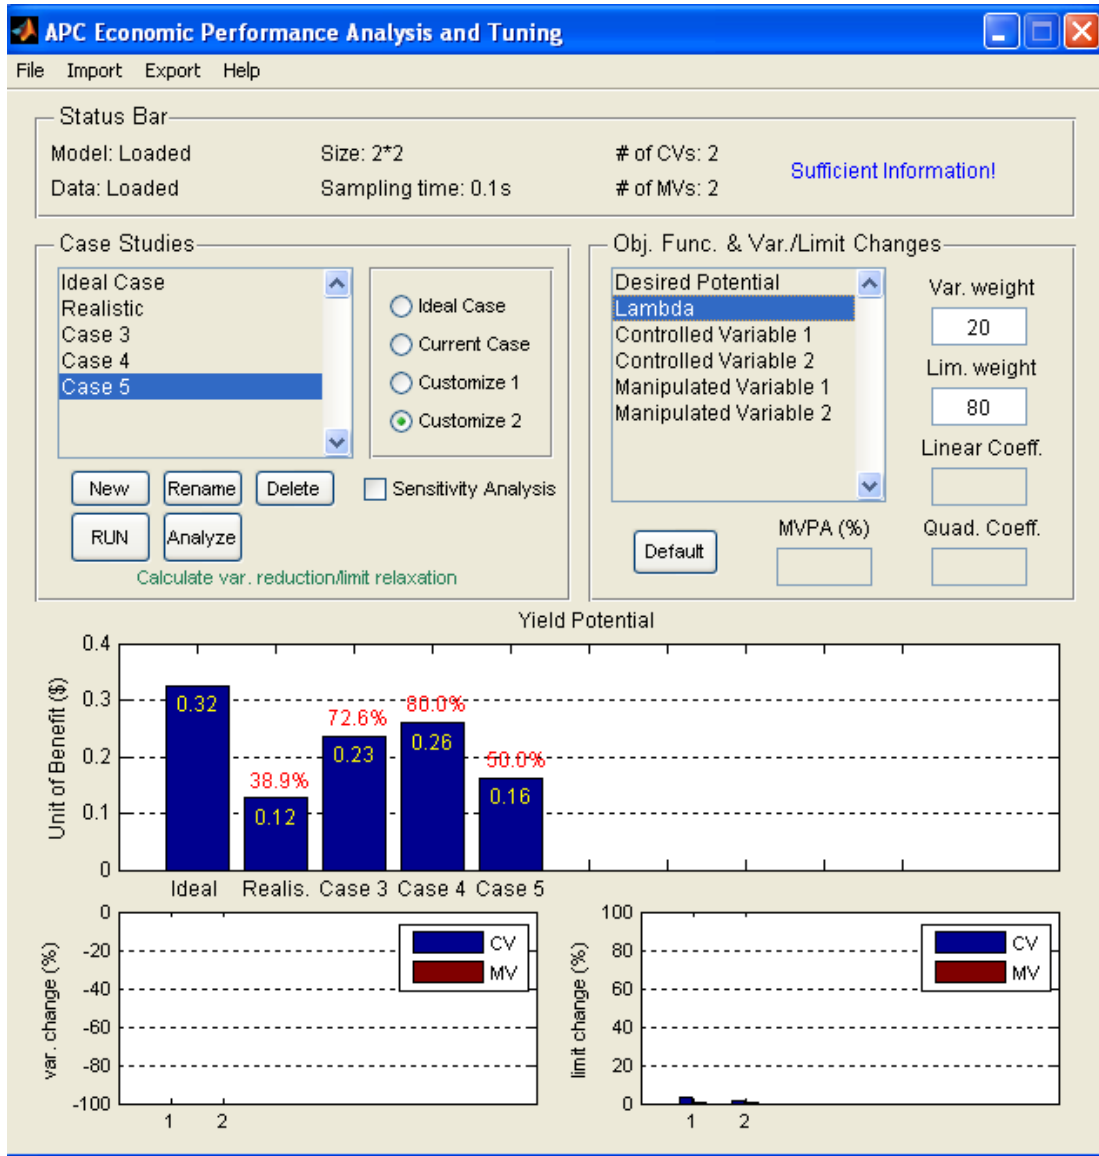 APC Economic Performance Analysis and Tuning
File Import Export Help
Status Bar
Model: Loaded Size: 2*2 # of CVs: 2
Sufficient Information!
Data: Loaded Sampling time: 0.1s # of MVs: 2
Case Studies
Ideal Case
Realistic
Case 3
Case 4
Case 5
Ideal Case
Current Case
Customize 1
Customize 2
New Rename Delete Sensitivity Analysis
RUN Analyze
Calculate var. reduction/limit relaxation
Obj. Func. & Var./Limit Changes
Desired Potential
Lambda
Controlled Variable 1
Controlled Variable 2
Manipulated Variable 1
Manipulated Variable 2
Var. weight
20
Lim. weight
80
Linear Coeff.
Default MVPA (%) Quad. Coeff.
Yield Potential
Unit of Benefit ($)
0.4
0.3
0.2
0.1
0
0.32
38.9%
0.12
72.6%
0.23
80.0%
0.26
50.0%
0.16
Ideal Realis. Case 3 Case 4 Case 5
var. change (%)
0
-20
-40
-60
-80
-100
1 2
CV
MV
limit change (%)
100
80
60
40
20
0
1 2
CV
MV